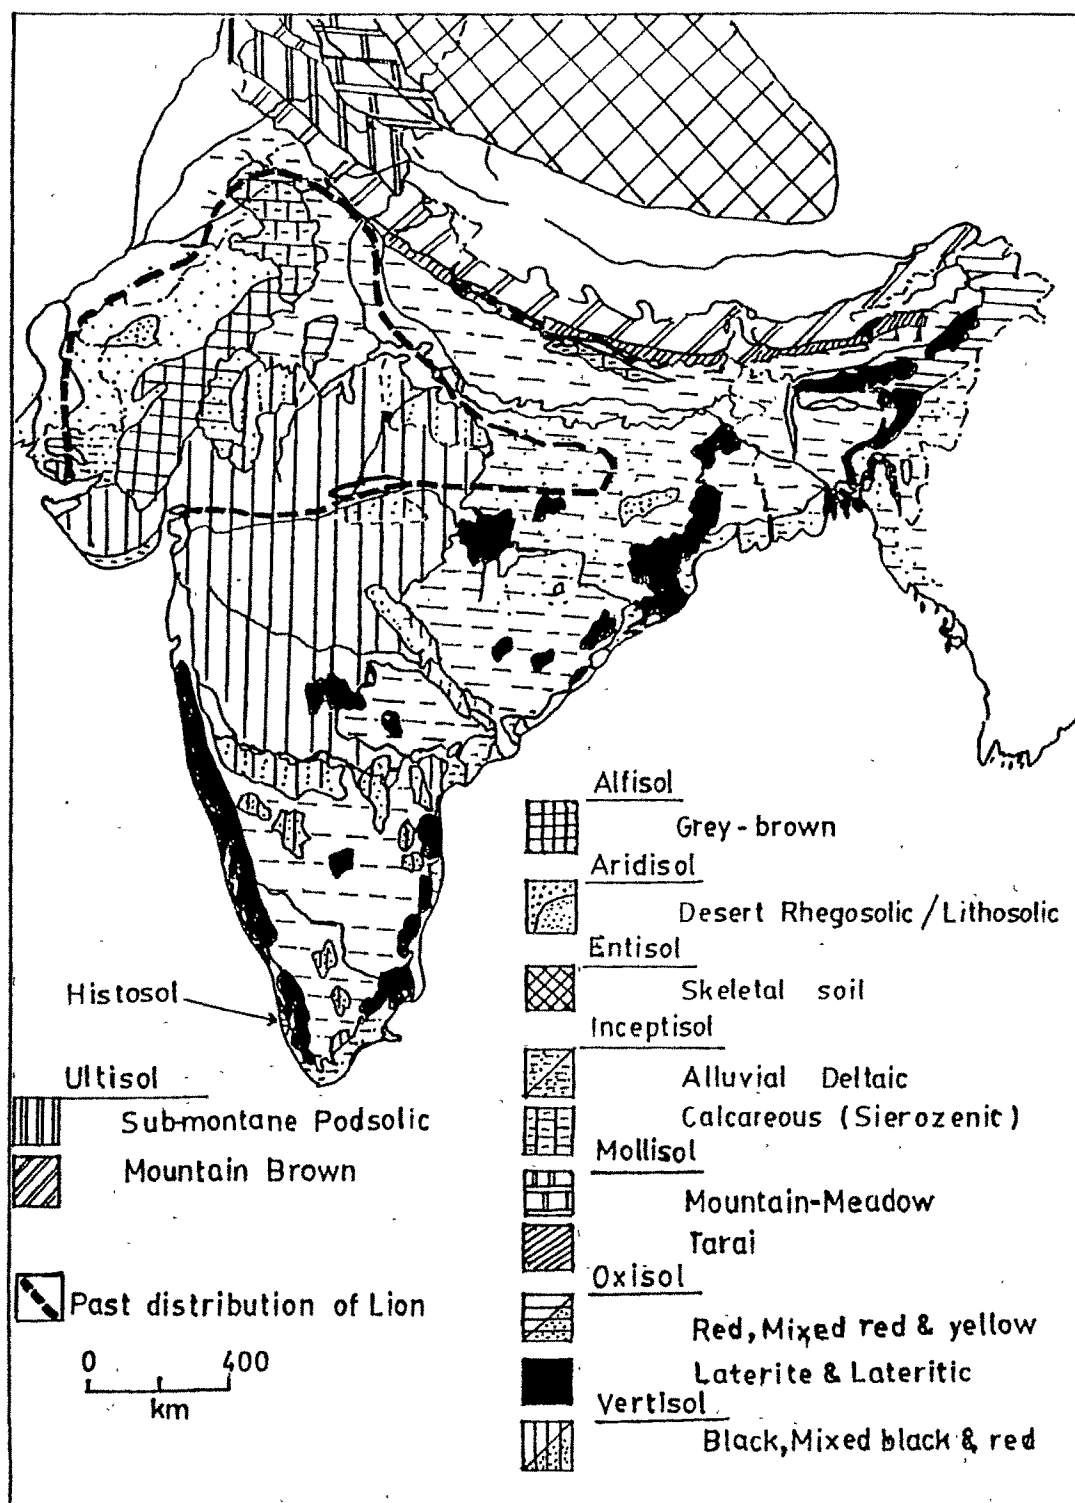 Alfisol
Grey-brown
Aridisol
Desert Rhegosolic/Lithosolic
Entisol
Skeletal soil
Histosol
Inceptisol
Ultisol
Alluvial Deltaic
Sub-montane Podsolic
Calcareous (Sierozenic)
Mollisol
Mountain Brown
Mountain-Meadow
Tarai
Oxisol
Past distribution of Lion
Red, Mixed red & yellow
0 400
km
Laterite & Lateritic
Vertisol
Black, Mixed black & red